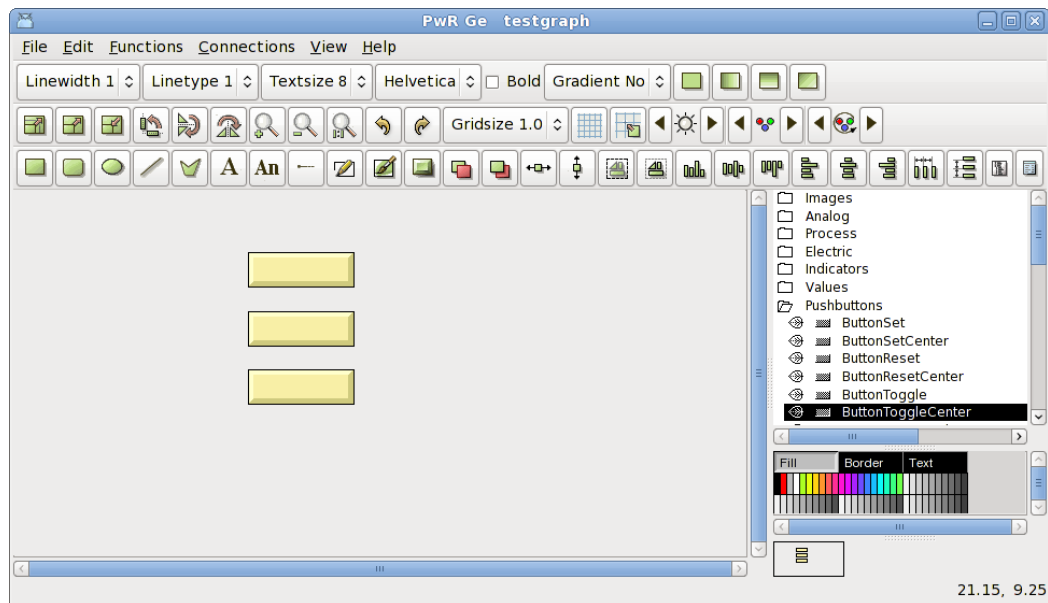 PwR Ge testgraph
File Edit Functions Connections View Help
Linewidth 1 Linetype 1 Textsize 8 Helvetica Bold Gradient No
Gridsize 1.0
A An
Images
Analog
Process
Electric
Indicators
Values
Pushbuttons
ButtonSet
ButtonSetCenter
ButtonReset
ButtonResetCenter
ButtonToggle
ButtonToggleCenter
Fill Border Text
21.15, 9.25